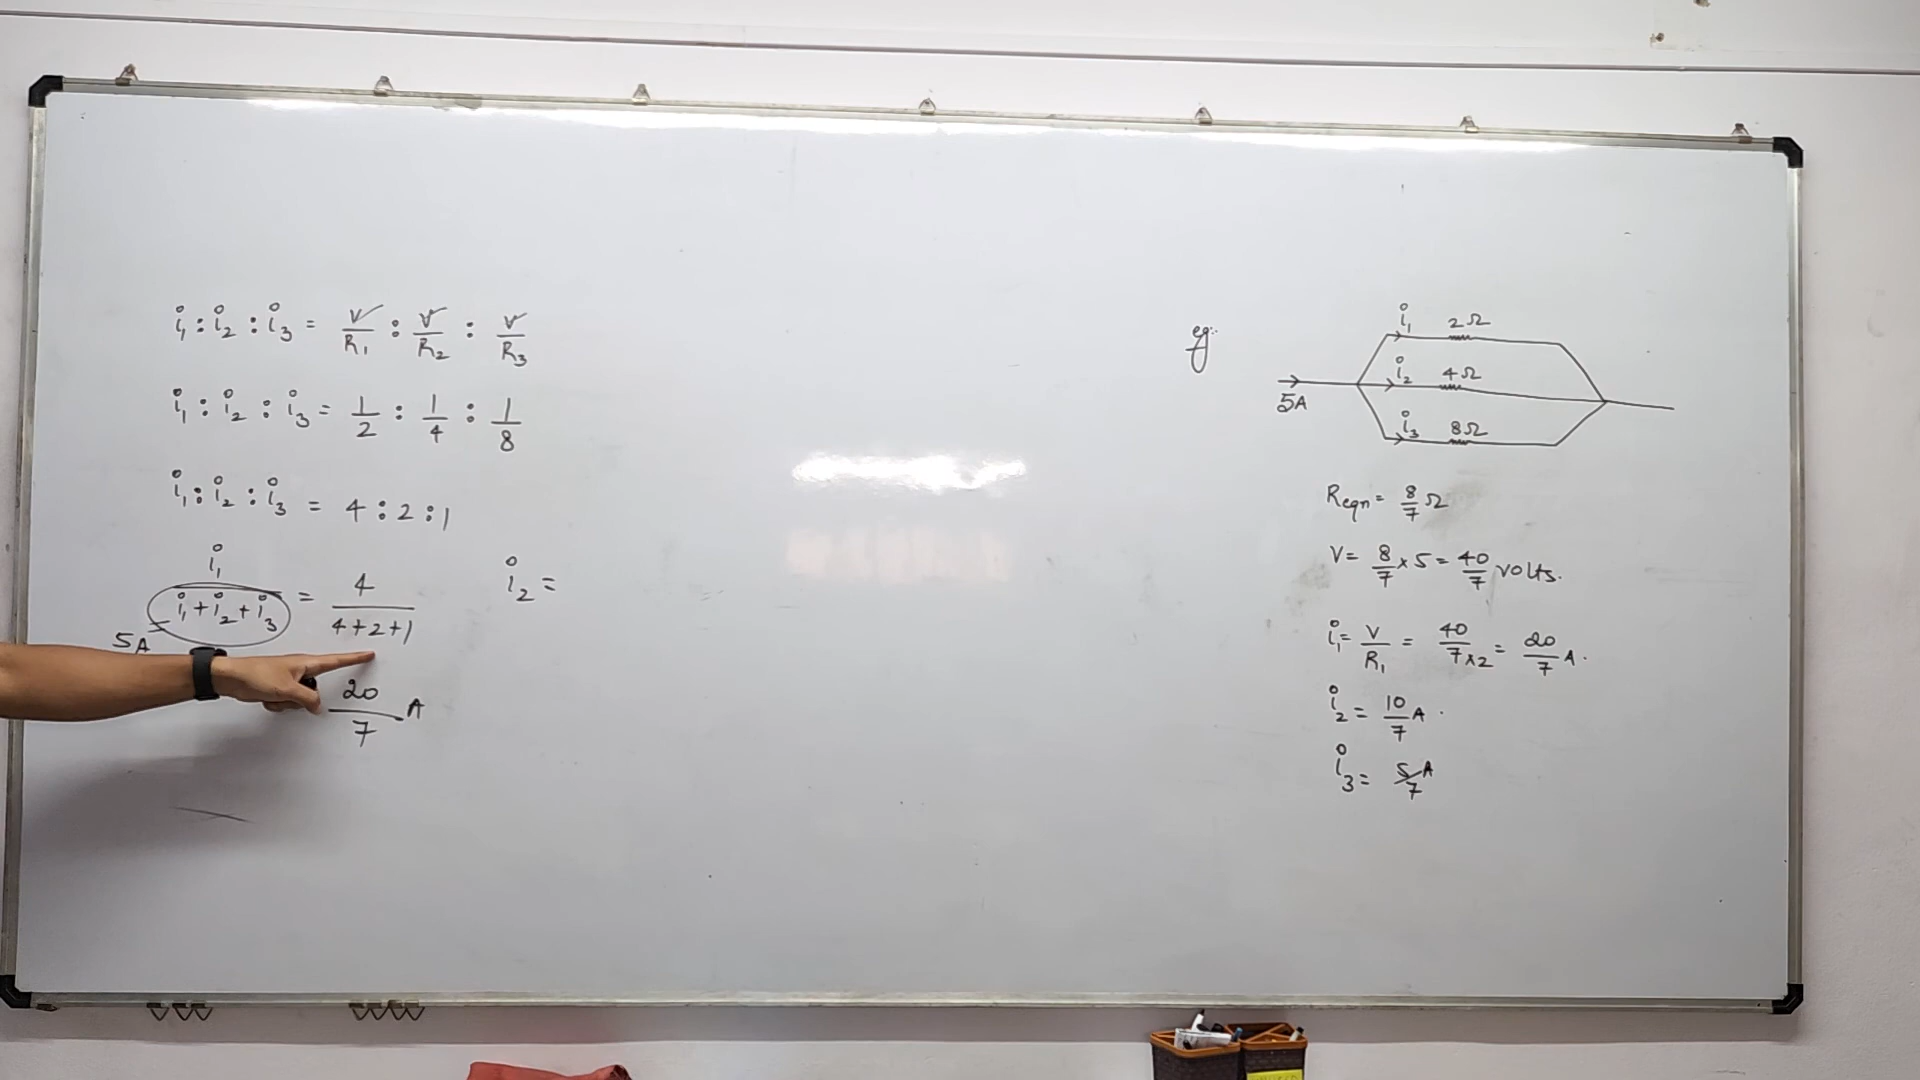 i₁ : i₂ : i₃ = V/R₁ : V/R₂ : V/R₃
i₁ : i₂ : i₃ = 1/2 : 1/4 : 1/8
i₁ : i₂ : i₃ = 4 : 2 : 1
i₁/(i₁+i₂+i₃) = 4/(4+2+1)
5A =
20/7 A
i₂ =
eg:
i₁ 2Ω
i₂ 4Ω
5A
i₃ 8Ω
Reqn = 8/7 Ω
V = 8/7 × 5 = 40/7 volts.
i₁ = V/R₁ = 40/7×2 = 20/7 A.
i₂ = 10/7 A.
i₃ = 5/7 A